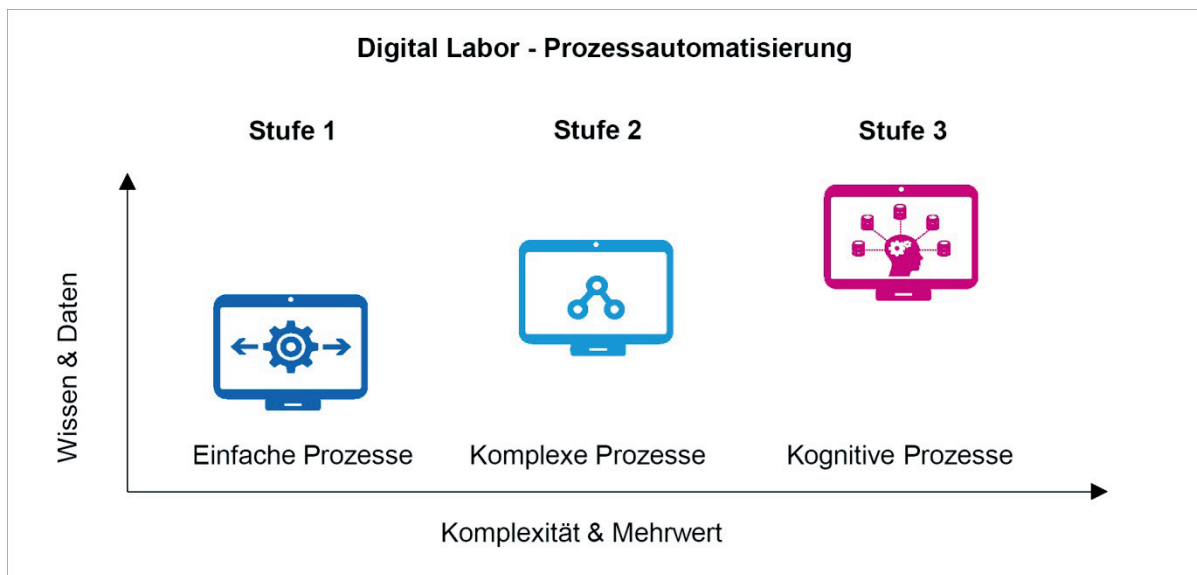 Digital Labor - Prozessautomatisierung
Stufe 1
Stufe 2
Stufe 3
Wissen & Daten
Einfache Prozesse
Komplexe Prozesse
Kognitive Prozesse
Komplexität & Mehrwert